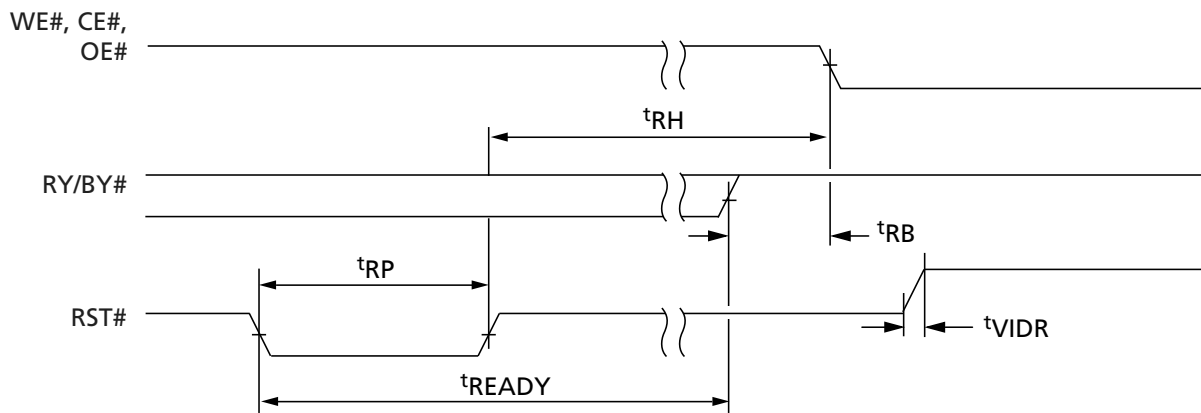 WE#, CE#,
OE#
tRH
RY/BY#
tRB
tRP
RST#
tVIDR
tREADY